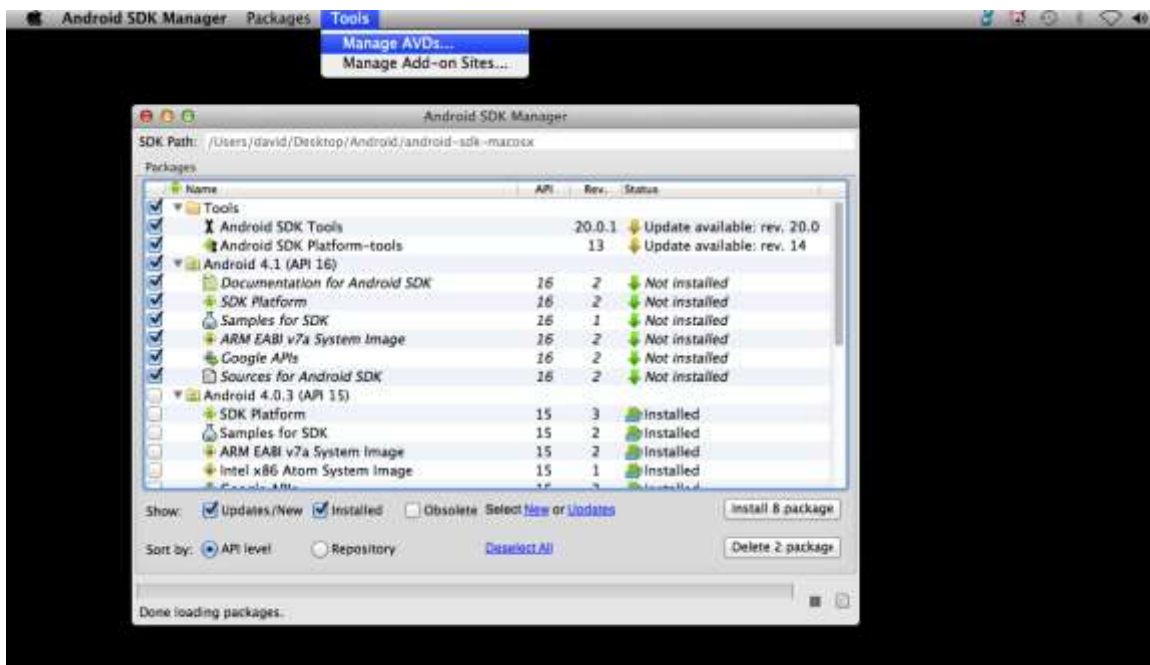 Android SDK Manager Packages Tools
Manage AVDs...
Manage Add-on Sites...
Android SDK Manager
SDK Path: /Users/david/Desktop/Android/android-sdk-macosx
Packages
Name API Rev. Status
Tools
Android SDK Tools 20.0.1 Update available: rev. 20.0
Android SDK Platform-tools 13 Update available: rev. 14
Android 4.1 (API 16)
Documentation for Android SDK 16 2 Not installed
SDK Platform 16 2 Not installed
Samples for SDK 16 1 Not installed
ARM EABI v7a System Image 16 2 Not installed
Google APIs 16 2 Not installed
Sources for Android SDK 16 2 Not installed
Android 4.0.3 (API 15)
SDK Platform 15 3 Installed
Samples for SDK 15 2 Installed
ARM EABI v7a System Image 15 2 Installed
Intel x86 Atom System Image 15 1 Installed
Show: Updates/New Installed Obsolete Select New or Updates Install 8 package
Sort by: API level Repository Deselect All Delete 2 package
Done loading packages.